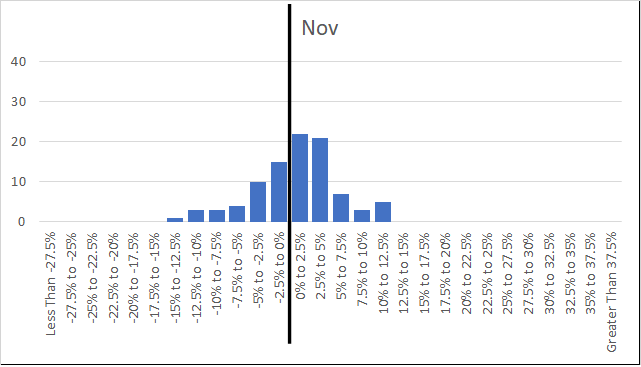 Nov
40
30
20
10
0
Less Than -27.5%
-27.5% to -25%
-25% to -22.5%
-22.5% to -20%
-20% to -17.5%
-17.5% to -15%
-15% to -12.5%
-12.5% to -10%
-10% to -7.5%
-7.5% to -5%
-5% to -2.5%
-2.5% to 0%
0% to 2.5%
2.5% to 5%
5% to 7.5%
7.5% to 10%
10% to 12.5%
12.5% to 15%
15% to 17.5%
17.5% to 20%
20% to 22.5%
22.5% to 25%
25% to 27.5%
27.5% to 30%
30% to 32.5%
32.5% to 35%
35% to 37.5%
Greater Than 37.5%